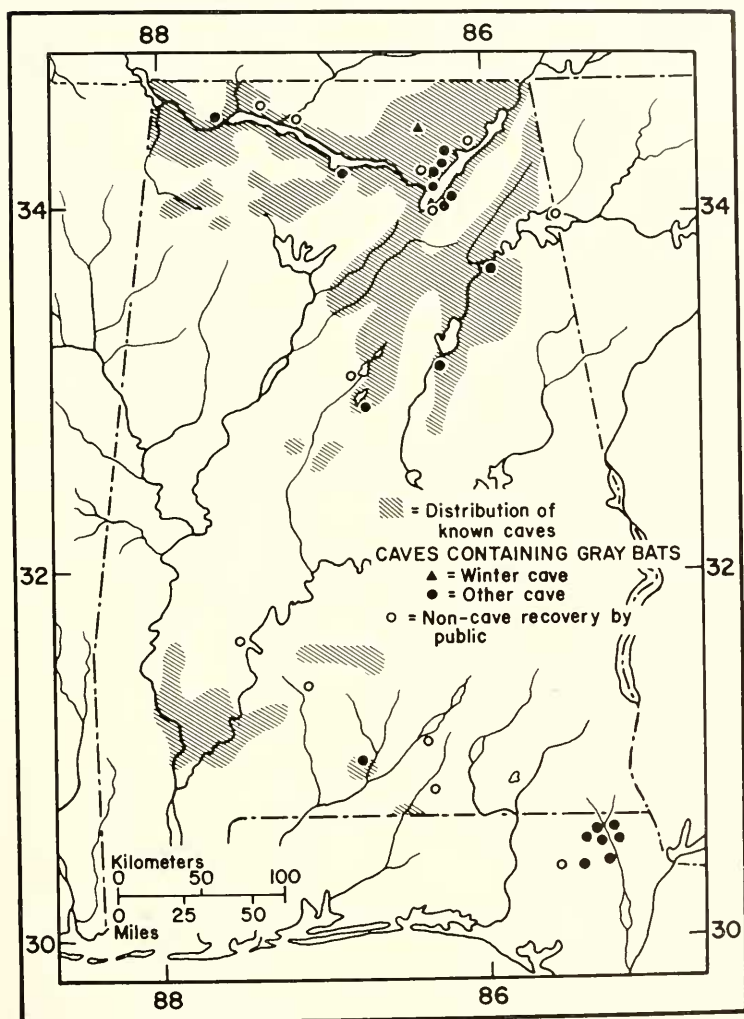 88 86
34 34
= Distribution of
known caves
CAVES CONTAINING GRAY BATS
▲ = Winter cave
● = Other cave
○ = Non-cave recovery by
public
32 32
Kilometers
0 50 100
0 25 50
Miles
30 30
88 86